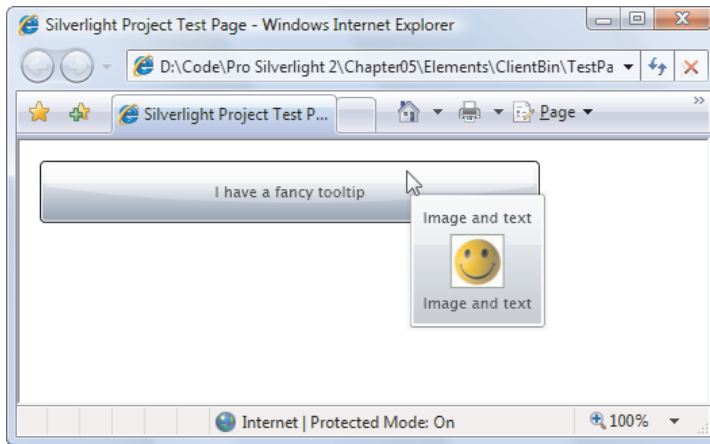 Silverlight Project Test Page - Windows Internet Explorer
D:\Code\Pro Silverlight 2\Chapter05\Elements\ClientBin\TestPa
Silverlight Project Test P...
Page
I have a fancy tooltip
Image and text
Image and text
Internet | Protected Mode: On
100%